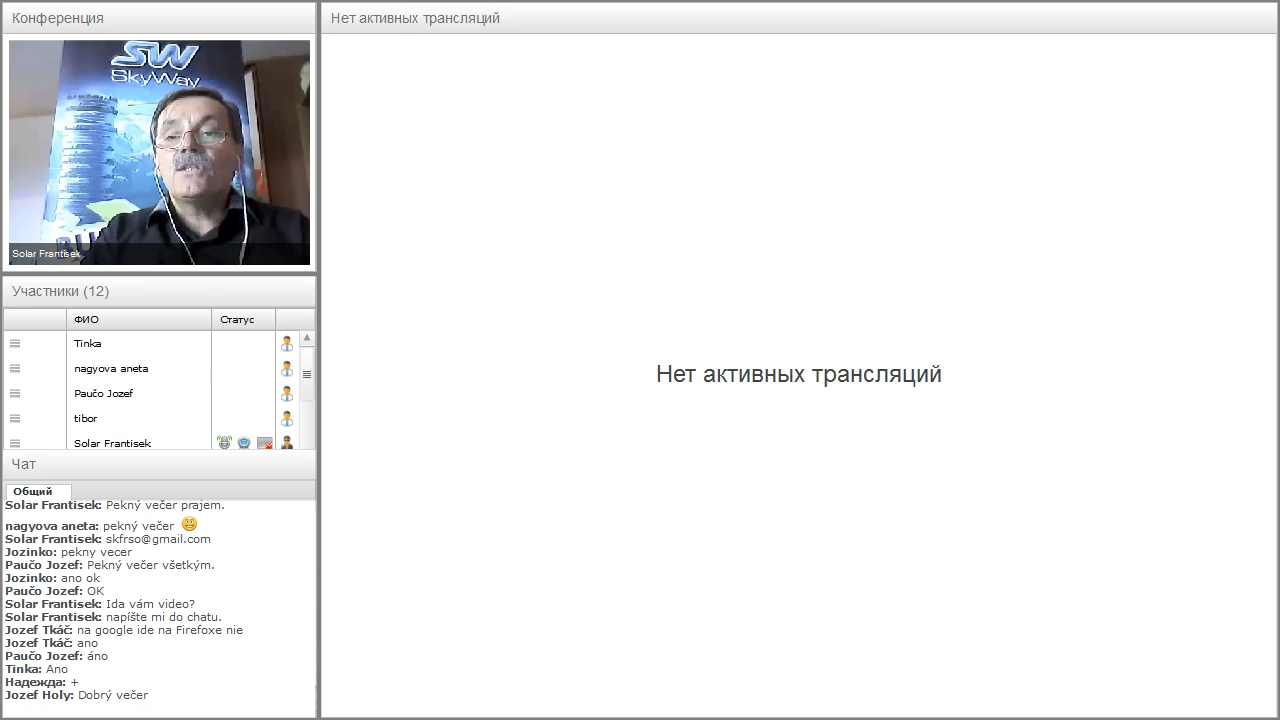 Конференция
SW
SkyWay
Solar Frantisek
Участники (12)
ФИО Статус
Tinka
nagyova aneta
Paučo Jozef
tibor
Solar Frantisek
Чат
Общий
Solar Frantisek: Pekný večer prajem.
nagyova aneta: pekný večer
Solar Frantisek: skfrso@gmail.com
Jozinko: pekny vecer
Paučo Jozef: Pekný večer všetkým.
Jozinko: ano ok
Paučo Jozef: OK
Solar Frantisek: Ida vám video?
Solar Frantisek: napíšte mi do chatu.
Jozef Tkáč: na google ide na Firefoxe nie
Jozef Tkáč: ano
Paučo Jozef: áno
Tinka: Ano
Надежда: +
Jozef Holy: Dobrý večer
Нет активных трансляций
Нет активных трансляций